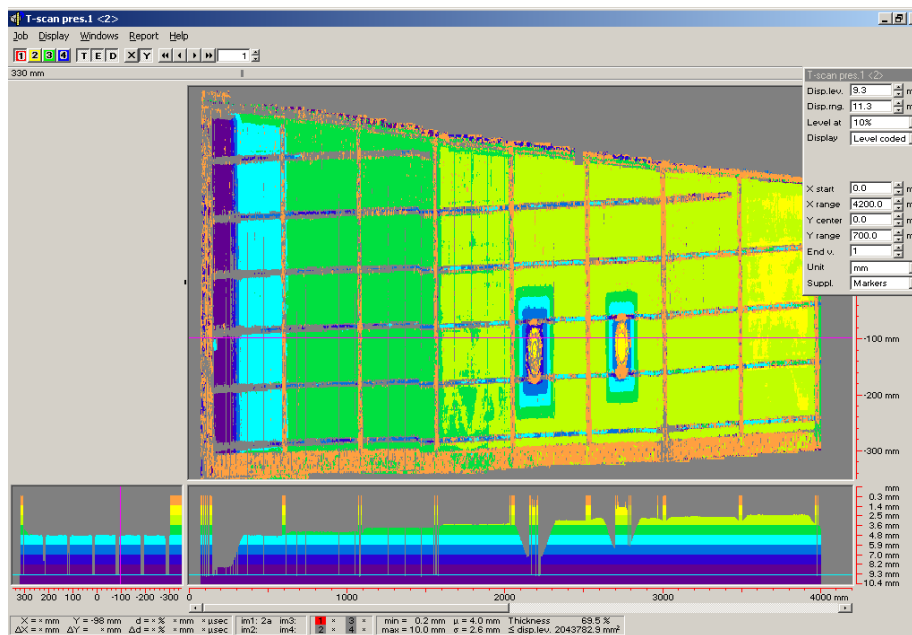 T-scan pres.1 <2>
Job Display Windows Report Help
1 2 3 4 T E D X Y 1
330 mm
T-scan pres.1 <2>
Disp.lev. 9.3 m
Disp.rng. 11.3 m
Level at 10%
Display Level coded
X start 0.0 m
X range 4200.0 m
Y center 0.0 m
Y range 700.0 m
End v. 1
Unit mm
Suppl. Markers
-100 mm
-200 mm
-300 mm
mm
0.3 mm
1.4 mm
2.5 mm
3.6 mm
4.8 mm
5.9 mm
7.0 mm
8.2 mm
9.3 mm
10.4 mm
300 200 100 0 -100 -200 -300
0 1000 2000 3000 4000 mm
X = × mm Y = -98 mm d = × % × mm × µsec im1: 2a im3: 1 × 3 × min = 0.2 mm µ = 4.0 mm Thickness 69.5 %
ΔX = × mm ΔY = × mm Δd = × % × mm × µsec im2: im4: 2 × 4 × max = 10.0 mm σ = 2.6 mm ≤ disp.lev. 2043782.9 mm²